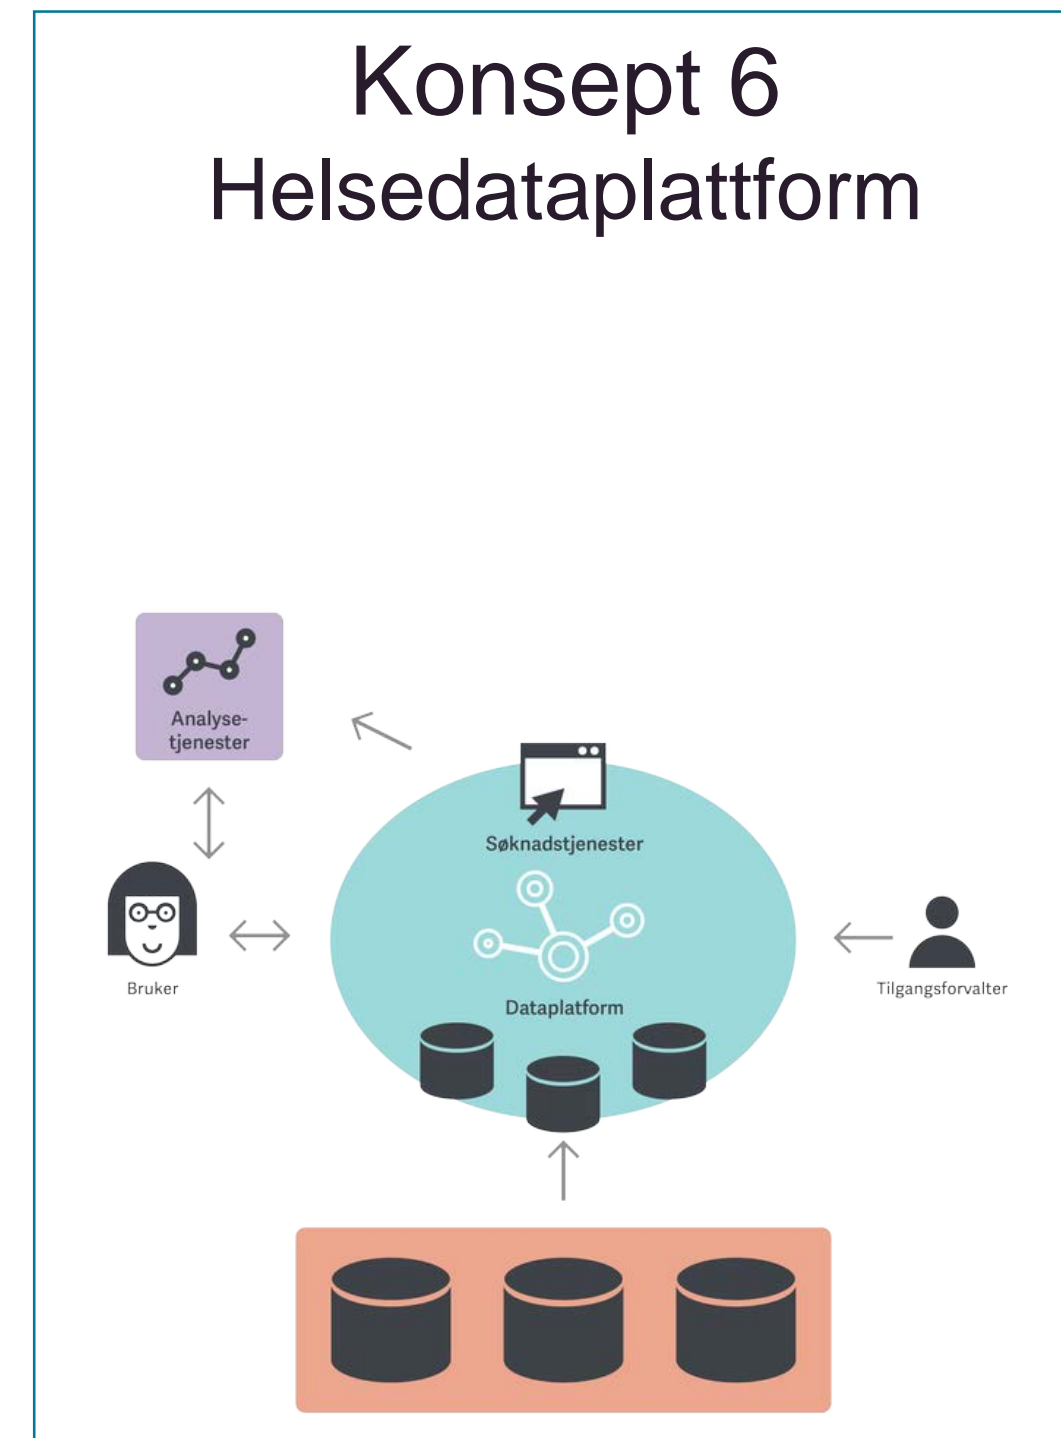 Konsept 6
Helsedataplattform
Analyse-
tjenester
Søknadstjenester
Bruker
Dataplatform
Tilgangsforvalter